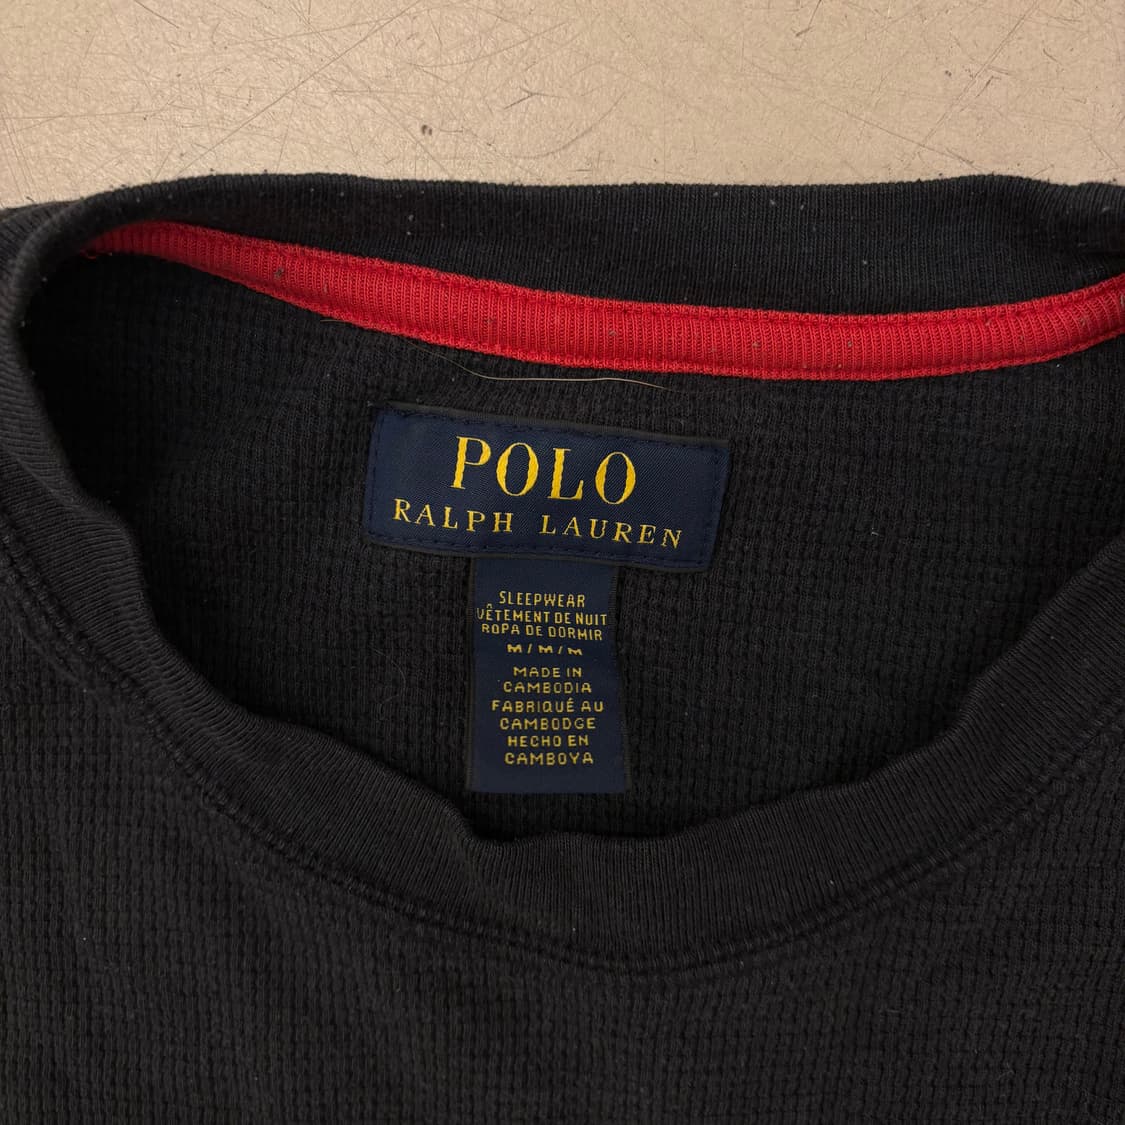 POLO
RALPH LAUREN
SLEEPWEAR
VÊTEMENT DE NUIT
ROPA DE DORMIR
M/M/M
MADE IN
CAMBODIA
FABRIQUÉ AU
CAMBODGE
HECHO EN
CAMBOYA